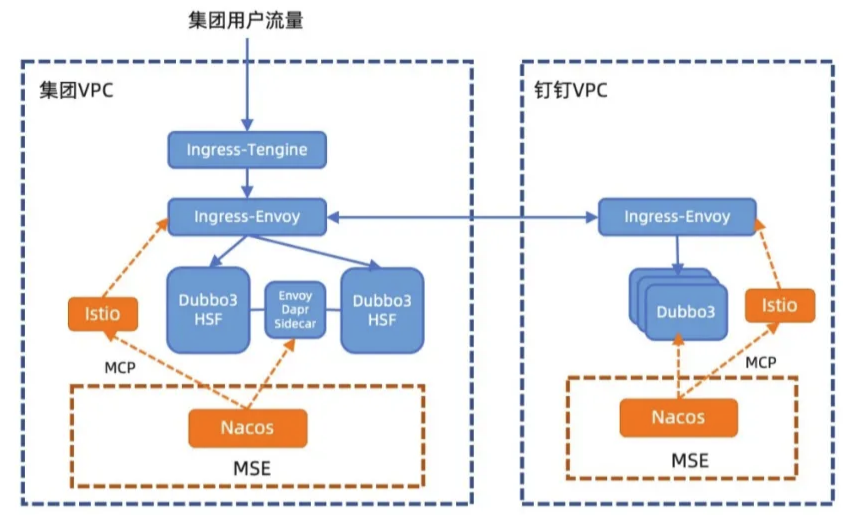 集团用户流量
集团VPC
Ingress-Tengine
Ingress-Envoy
Dubbo3
HSF
Envoy
Dapr
Sidecar
Dubbo3
HSF
Istio
MCP
Nacos
MSE
钉钉VPC
Ingress-Envoy
Dubbo3
Istio
MCP
Nacos
MSE